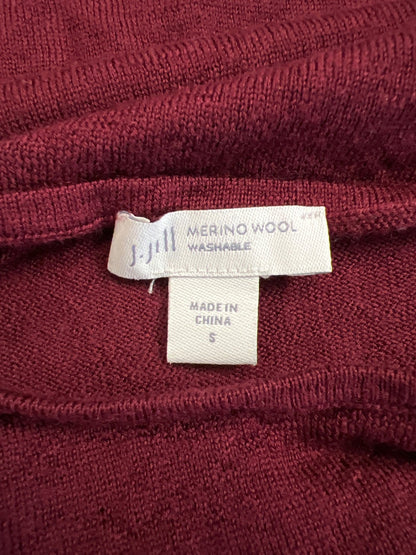 J.Jill
MERINO WOOL
WASHABLE
MADE IN
CHINA
S